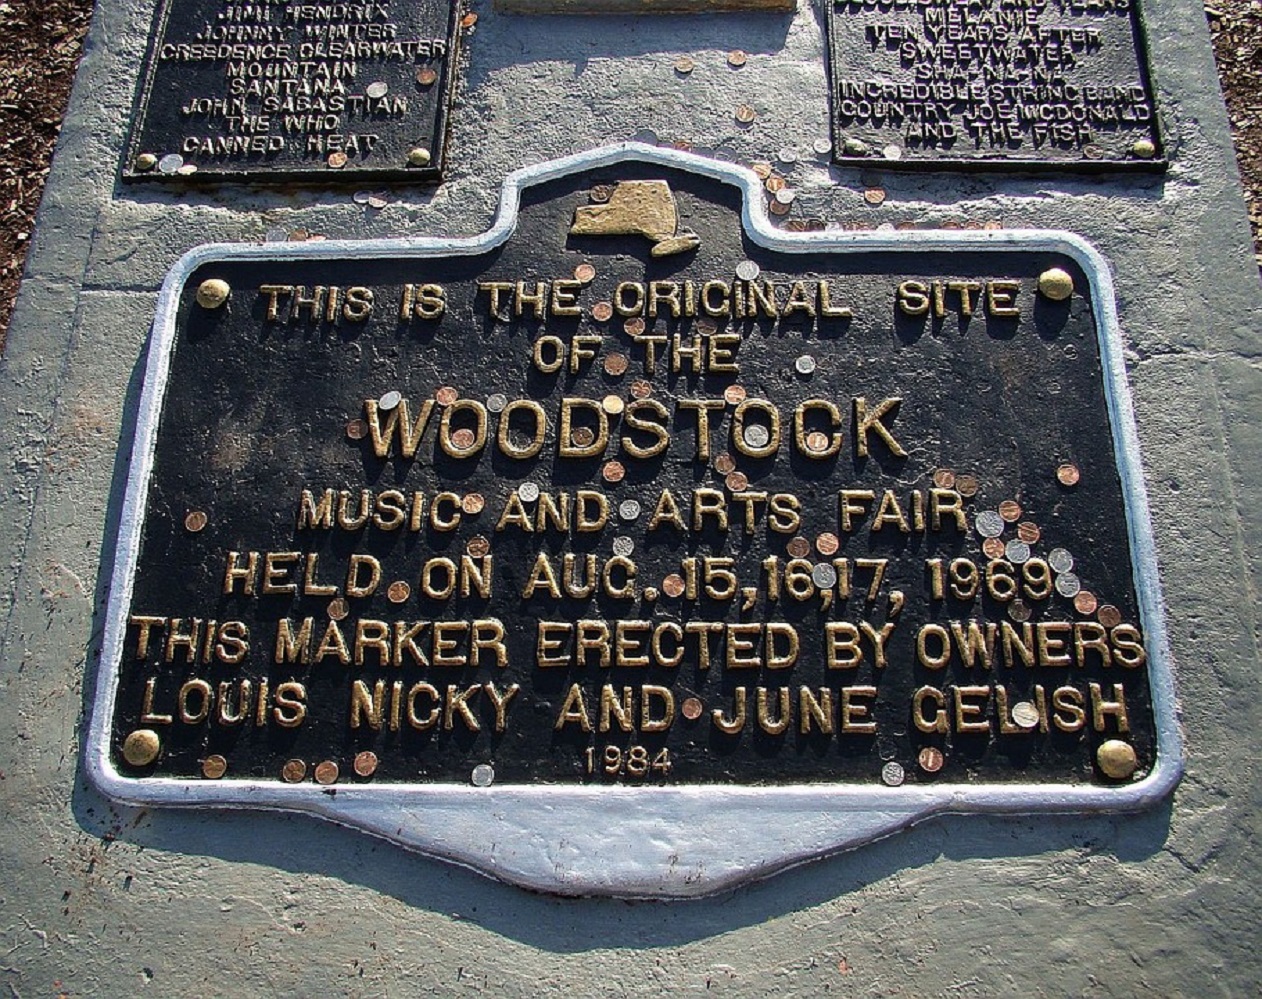 JIMI HENDRIX
JOHNNY WINTER
CREEDENCE CLEARWATER
MOUNTAIN
SANTANA
JOHN SABASTIAN
THE WHO
CANNED HEAT
MELANIE
TEN YEARS AFTER
SWEETWATER
SHA-NA-NA
INCREDIBLE STRING BAND
COUNTRY JOE MCDONALD
AND THE FISH
THIS IS THE ORIGINAL SITE
OF THE
WOODSTOCK
MUSIC AND ARTS FAIR
HELD ON AUG. 15,16,17, 1969
THIS MARKER ERECTED BY OWNERS
LOUIS NICKY AND JUNE GELISH
1984